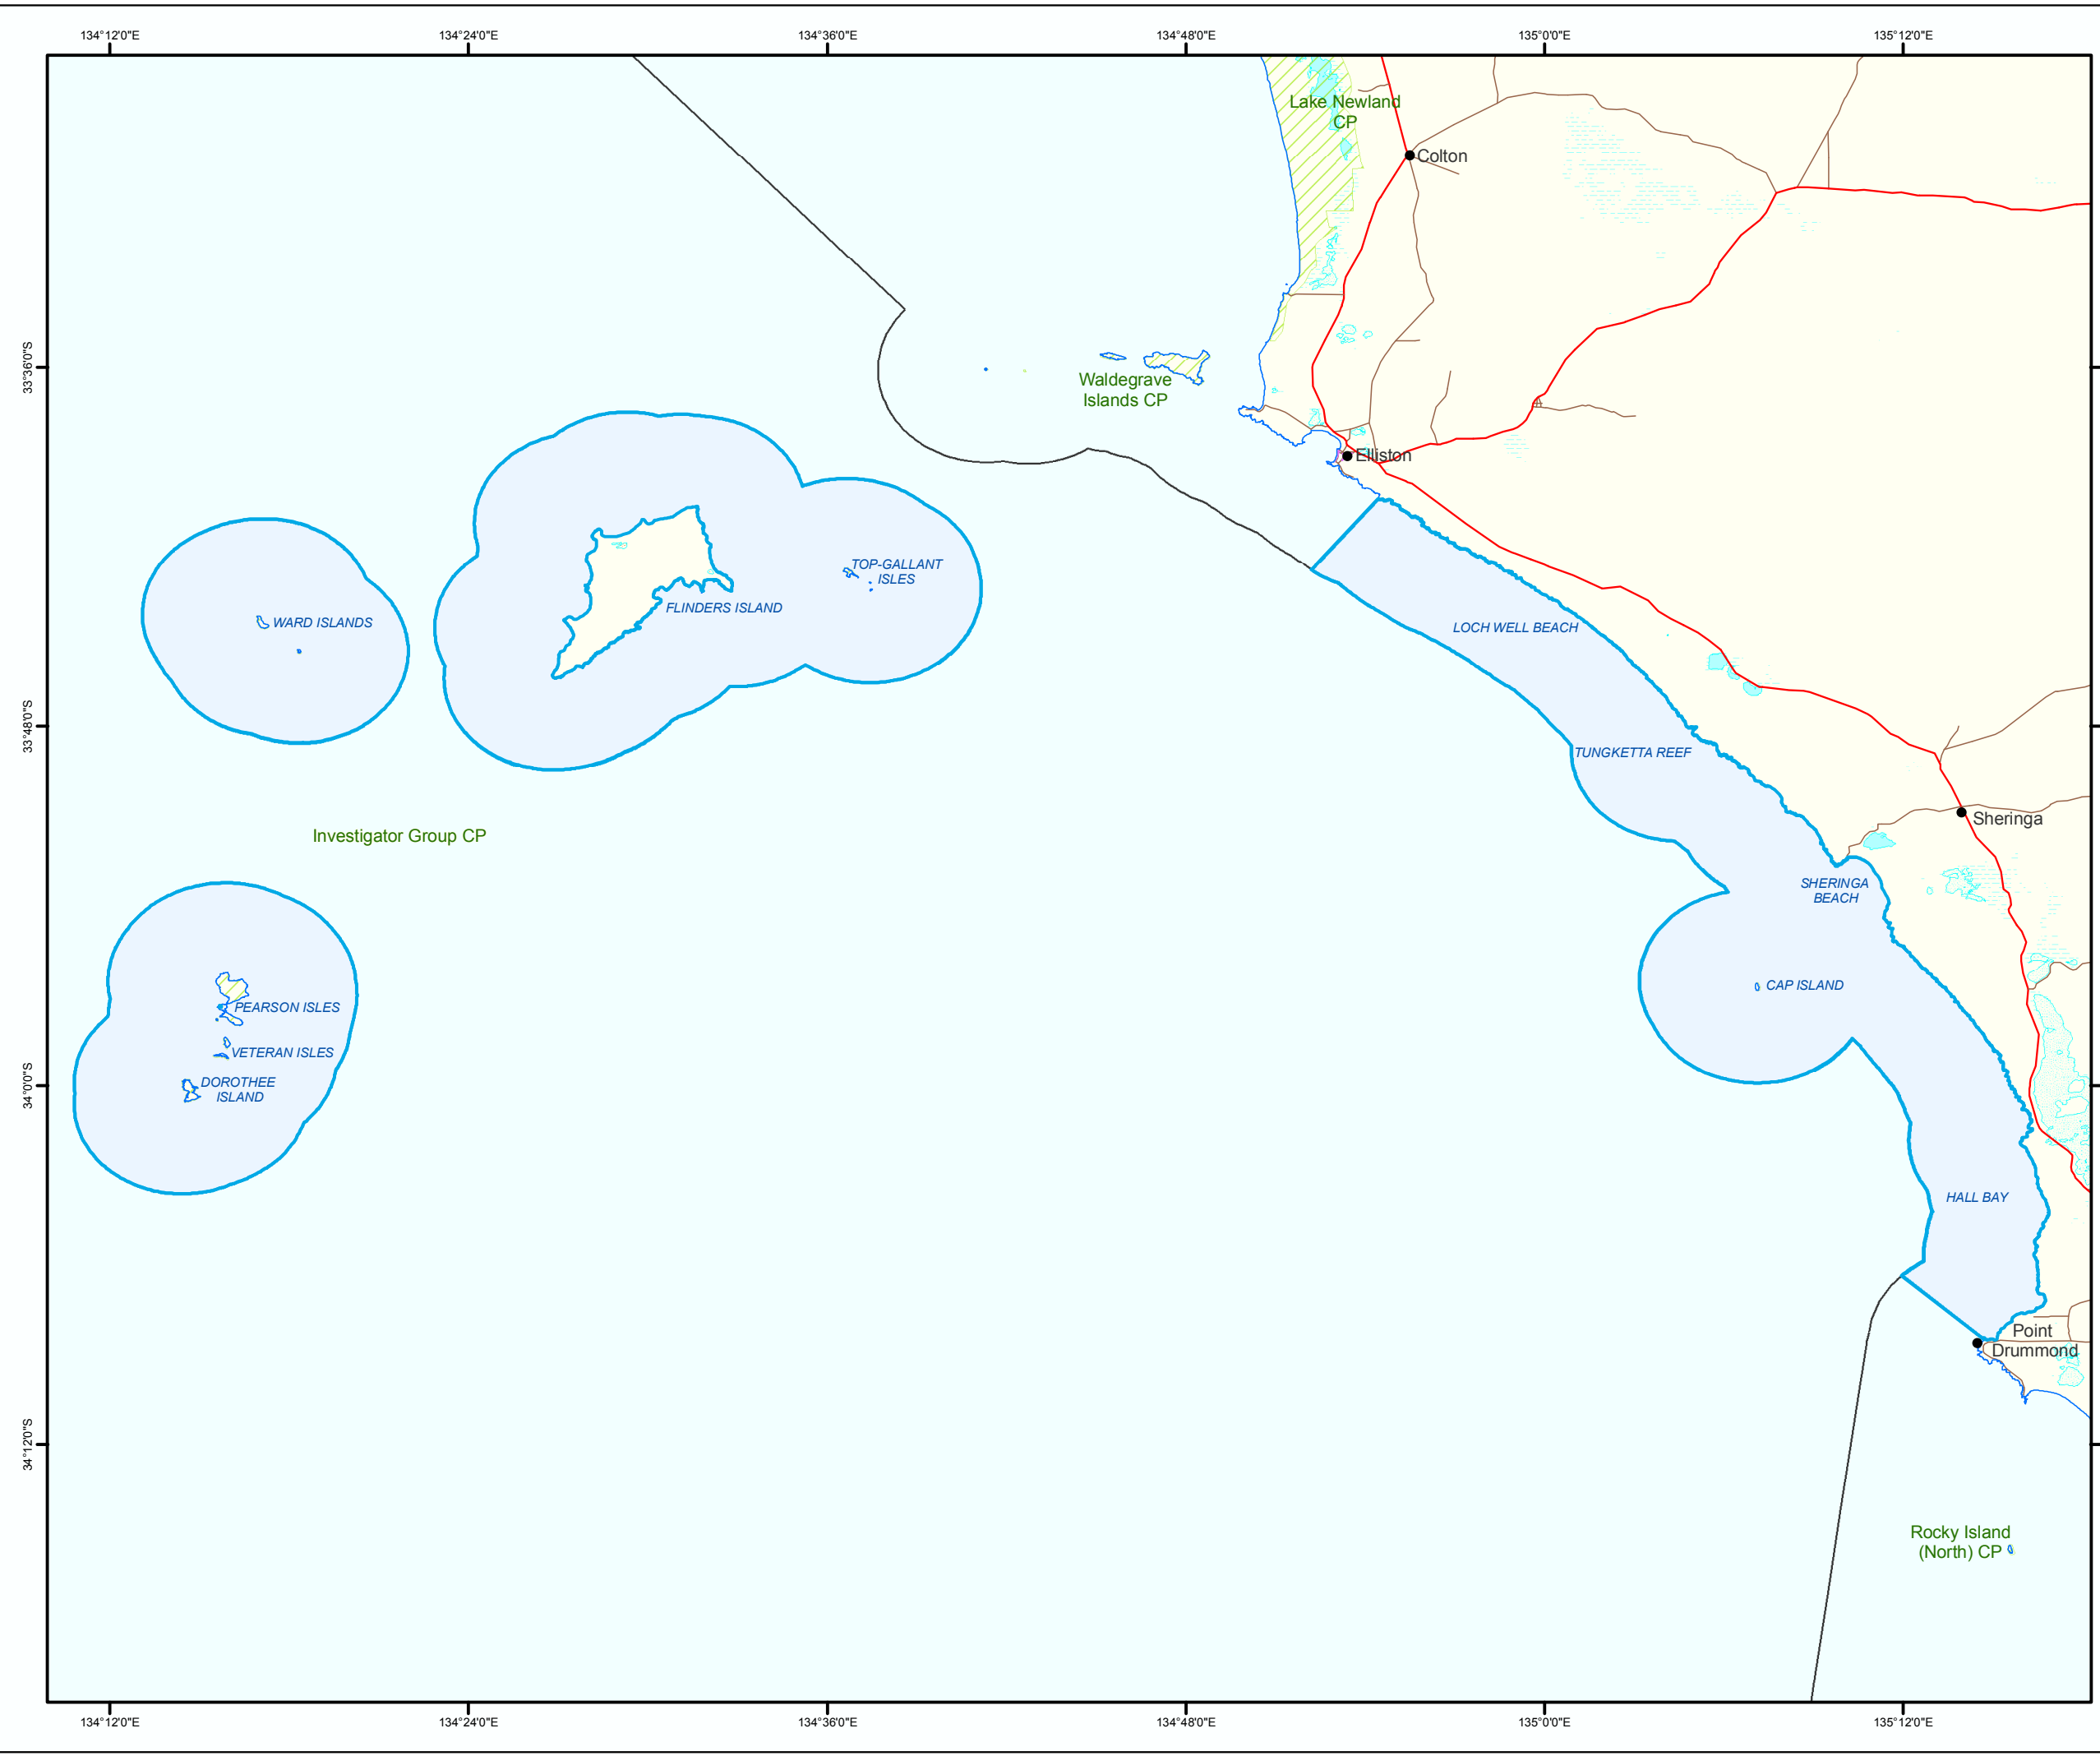 134°12'0"E
134°24'0"E
134°36'0"E
134°48'0"E
135°0'0"E
135°12'0"E
Lake Newland
CP
Colton
33°36'0"S
Waldegrave
Islands CP
Elliston
TOP-GALLANT
ISLES
FLINDERS ISLAND
WARD ISLANDS
LOCH WELL BEACH
33°48'0"S
TUNGKETTA REEF
Investigator Group CP
Sheringa
SHERINGA
BEACH
CAP ISLAND
PEARSON ISLES
VETERAN ISLES
34°0'0"S
DOROTHEE
ISLAND
HALL BAY
Point
Drummond
34°12'0"S
Rocky Island
(North) CP
134°12'0"E
134°24'0"E
134°36'0"E
134°48'0"E
135°0'0"E
135°12'0"E